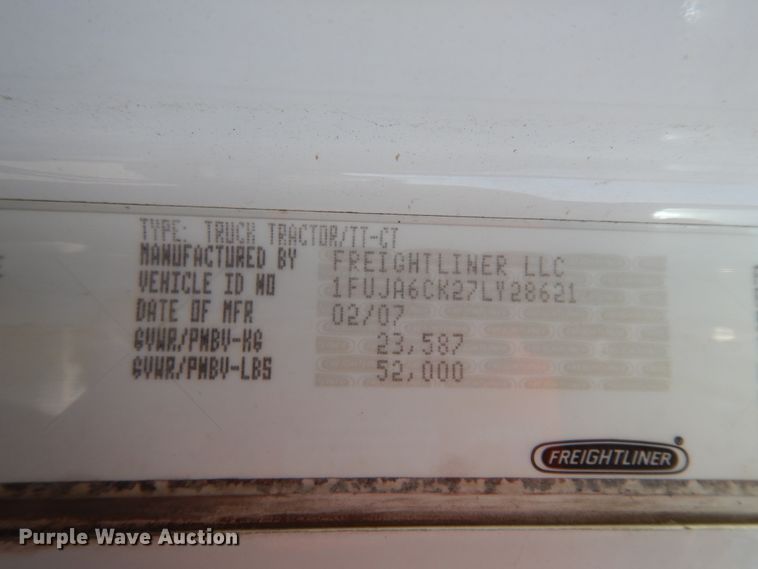 TYPE: TRUCK TRACTOR/TT-CT
MANUFACTURED BY FREIGHTLINER LLC
VEHICLE ID NO 1FUJA6CK27LY28621
DATE OF MFR 02/07
GVWR/PNBV-KG 23,587
GVWR/PNBV-LBS 52,000
FREIGHTLINER®
Purple Wave Auction